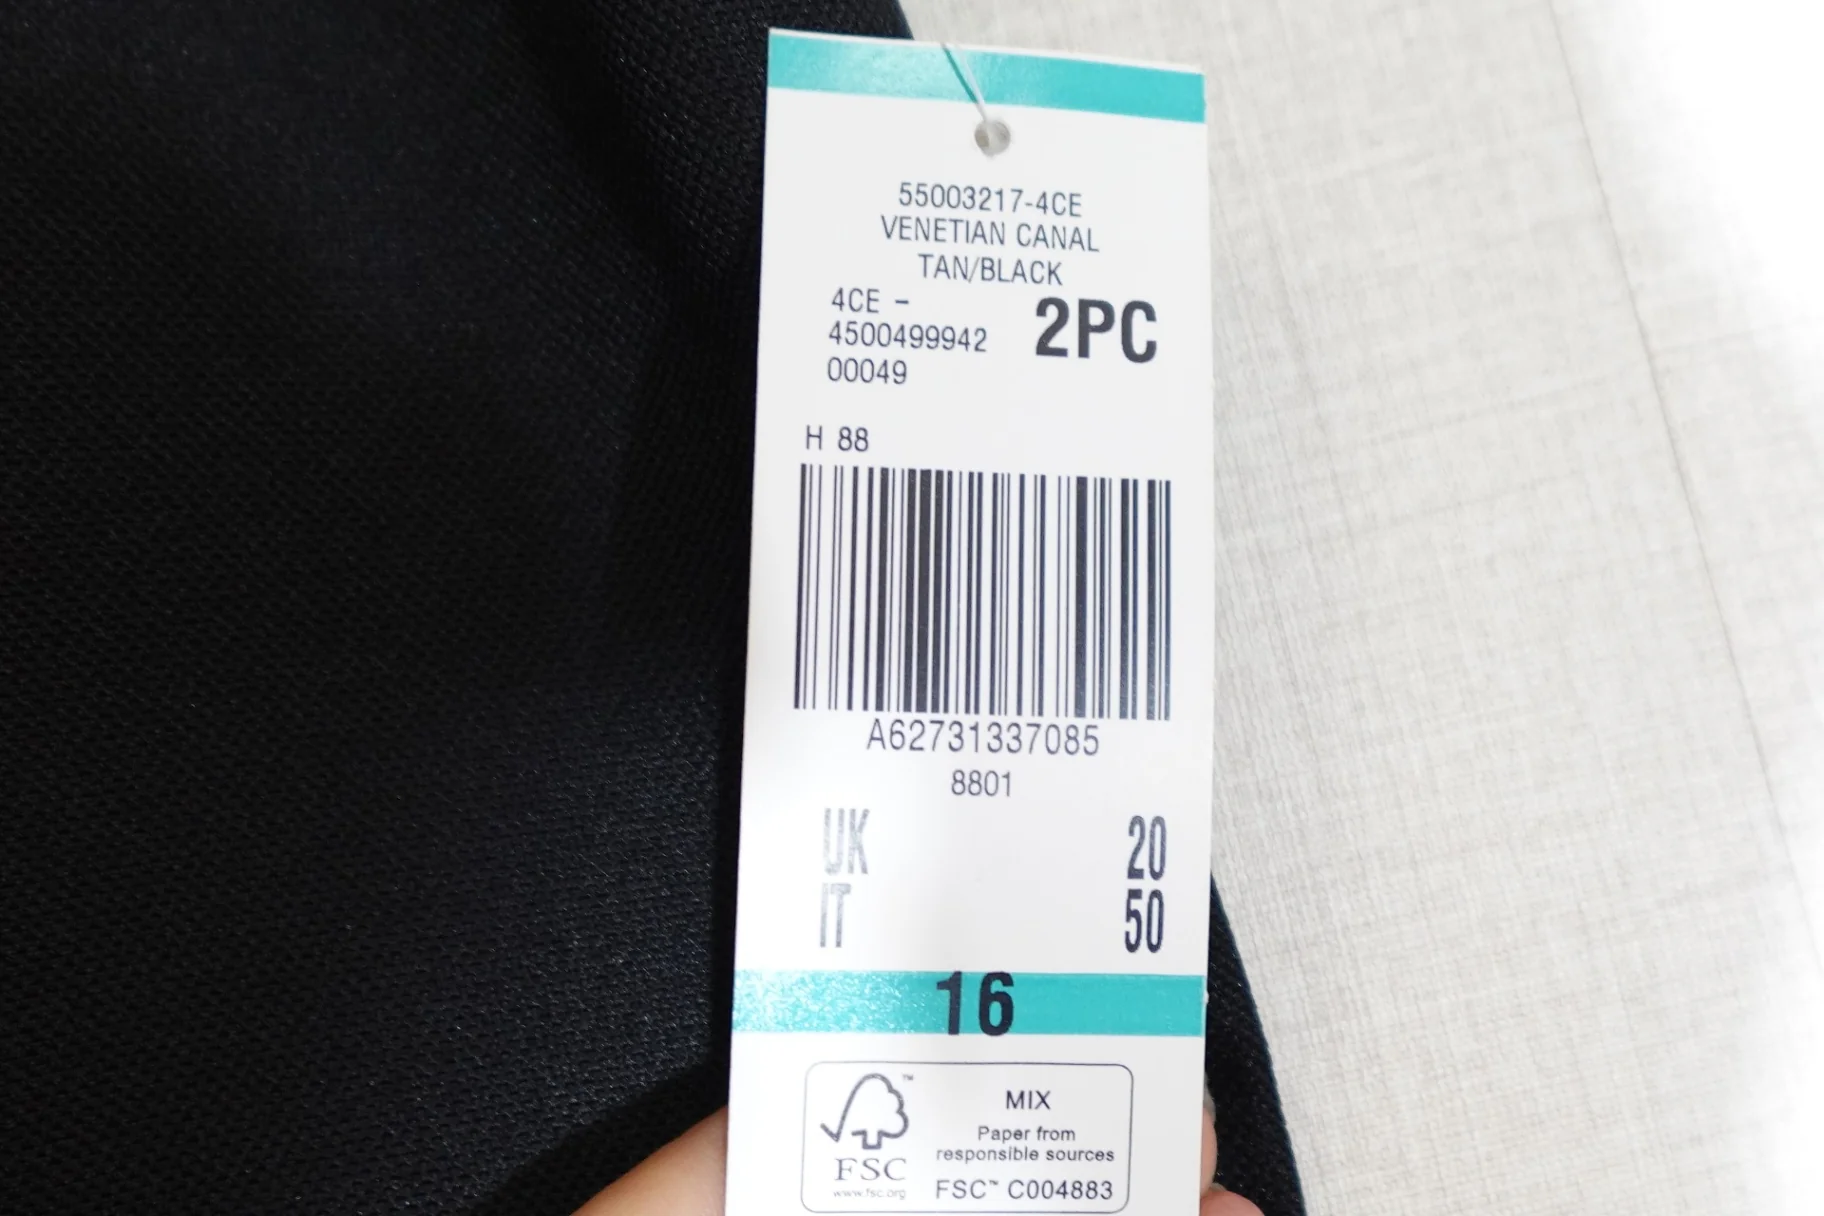 55003217-4CE
VENETIAN CANAL
TAN/BLACK
4CE -
4500499942
00049
2PC
H 88
A62731337085
8801
UK 20
IT 50
16
FSC™
www.fsc.org
MIX
Paper from
responsible sources
FSC™ C004883